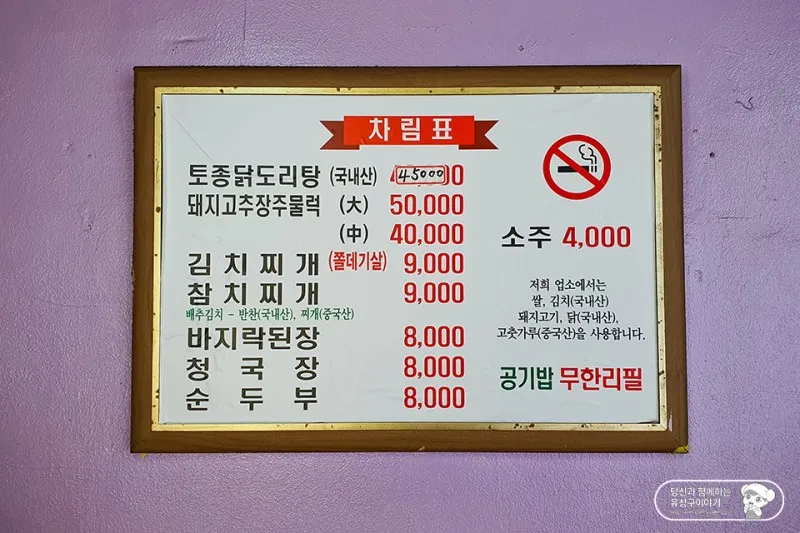 차림표
토종닭도리탕 (국내산) 45000
돼지고추장주물럭 (大) 50,000
(中) 40,000
김치찌개 (쫄데기살) 9,000
참치찌개 9,000
배추김치 - 반찬(국내산), 찌개(중국산)
바지락된장 8,000
청국장 8,000
순두부 8,000
소주 4,000
저희 업소에서는
쌀, 김치(국내산)
돼지고기, 닭(국내산),
고춧가루(중국산)을 사용합니다.
공기밥 무한리필
당신과 함께하는
유성구이야기